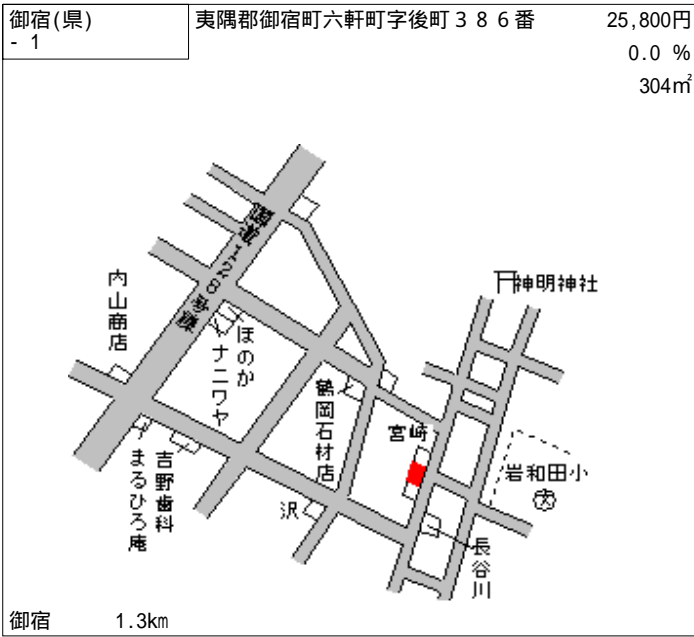 御宿(県)
- 1
夷隅郡御宿町六軒町字後町３８６番
25,800円
0.0 %
304㎡
国道128号線
神明神社
内山商店
ほのか
ナニワヤ
鶴岡石材店
宮崎
岩和田小
文
吉野歯科
まるひろ庵
沢
長谷川
御宿 1.3km